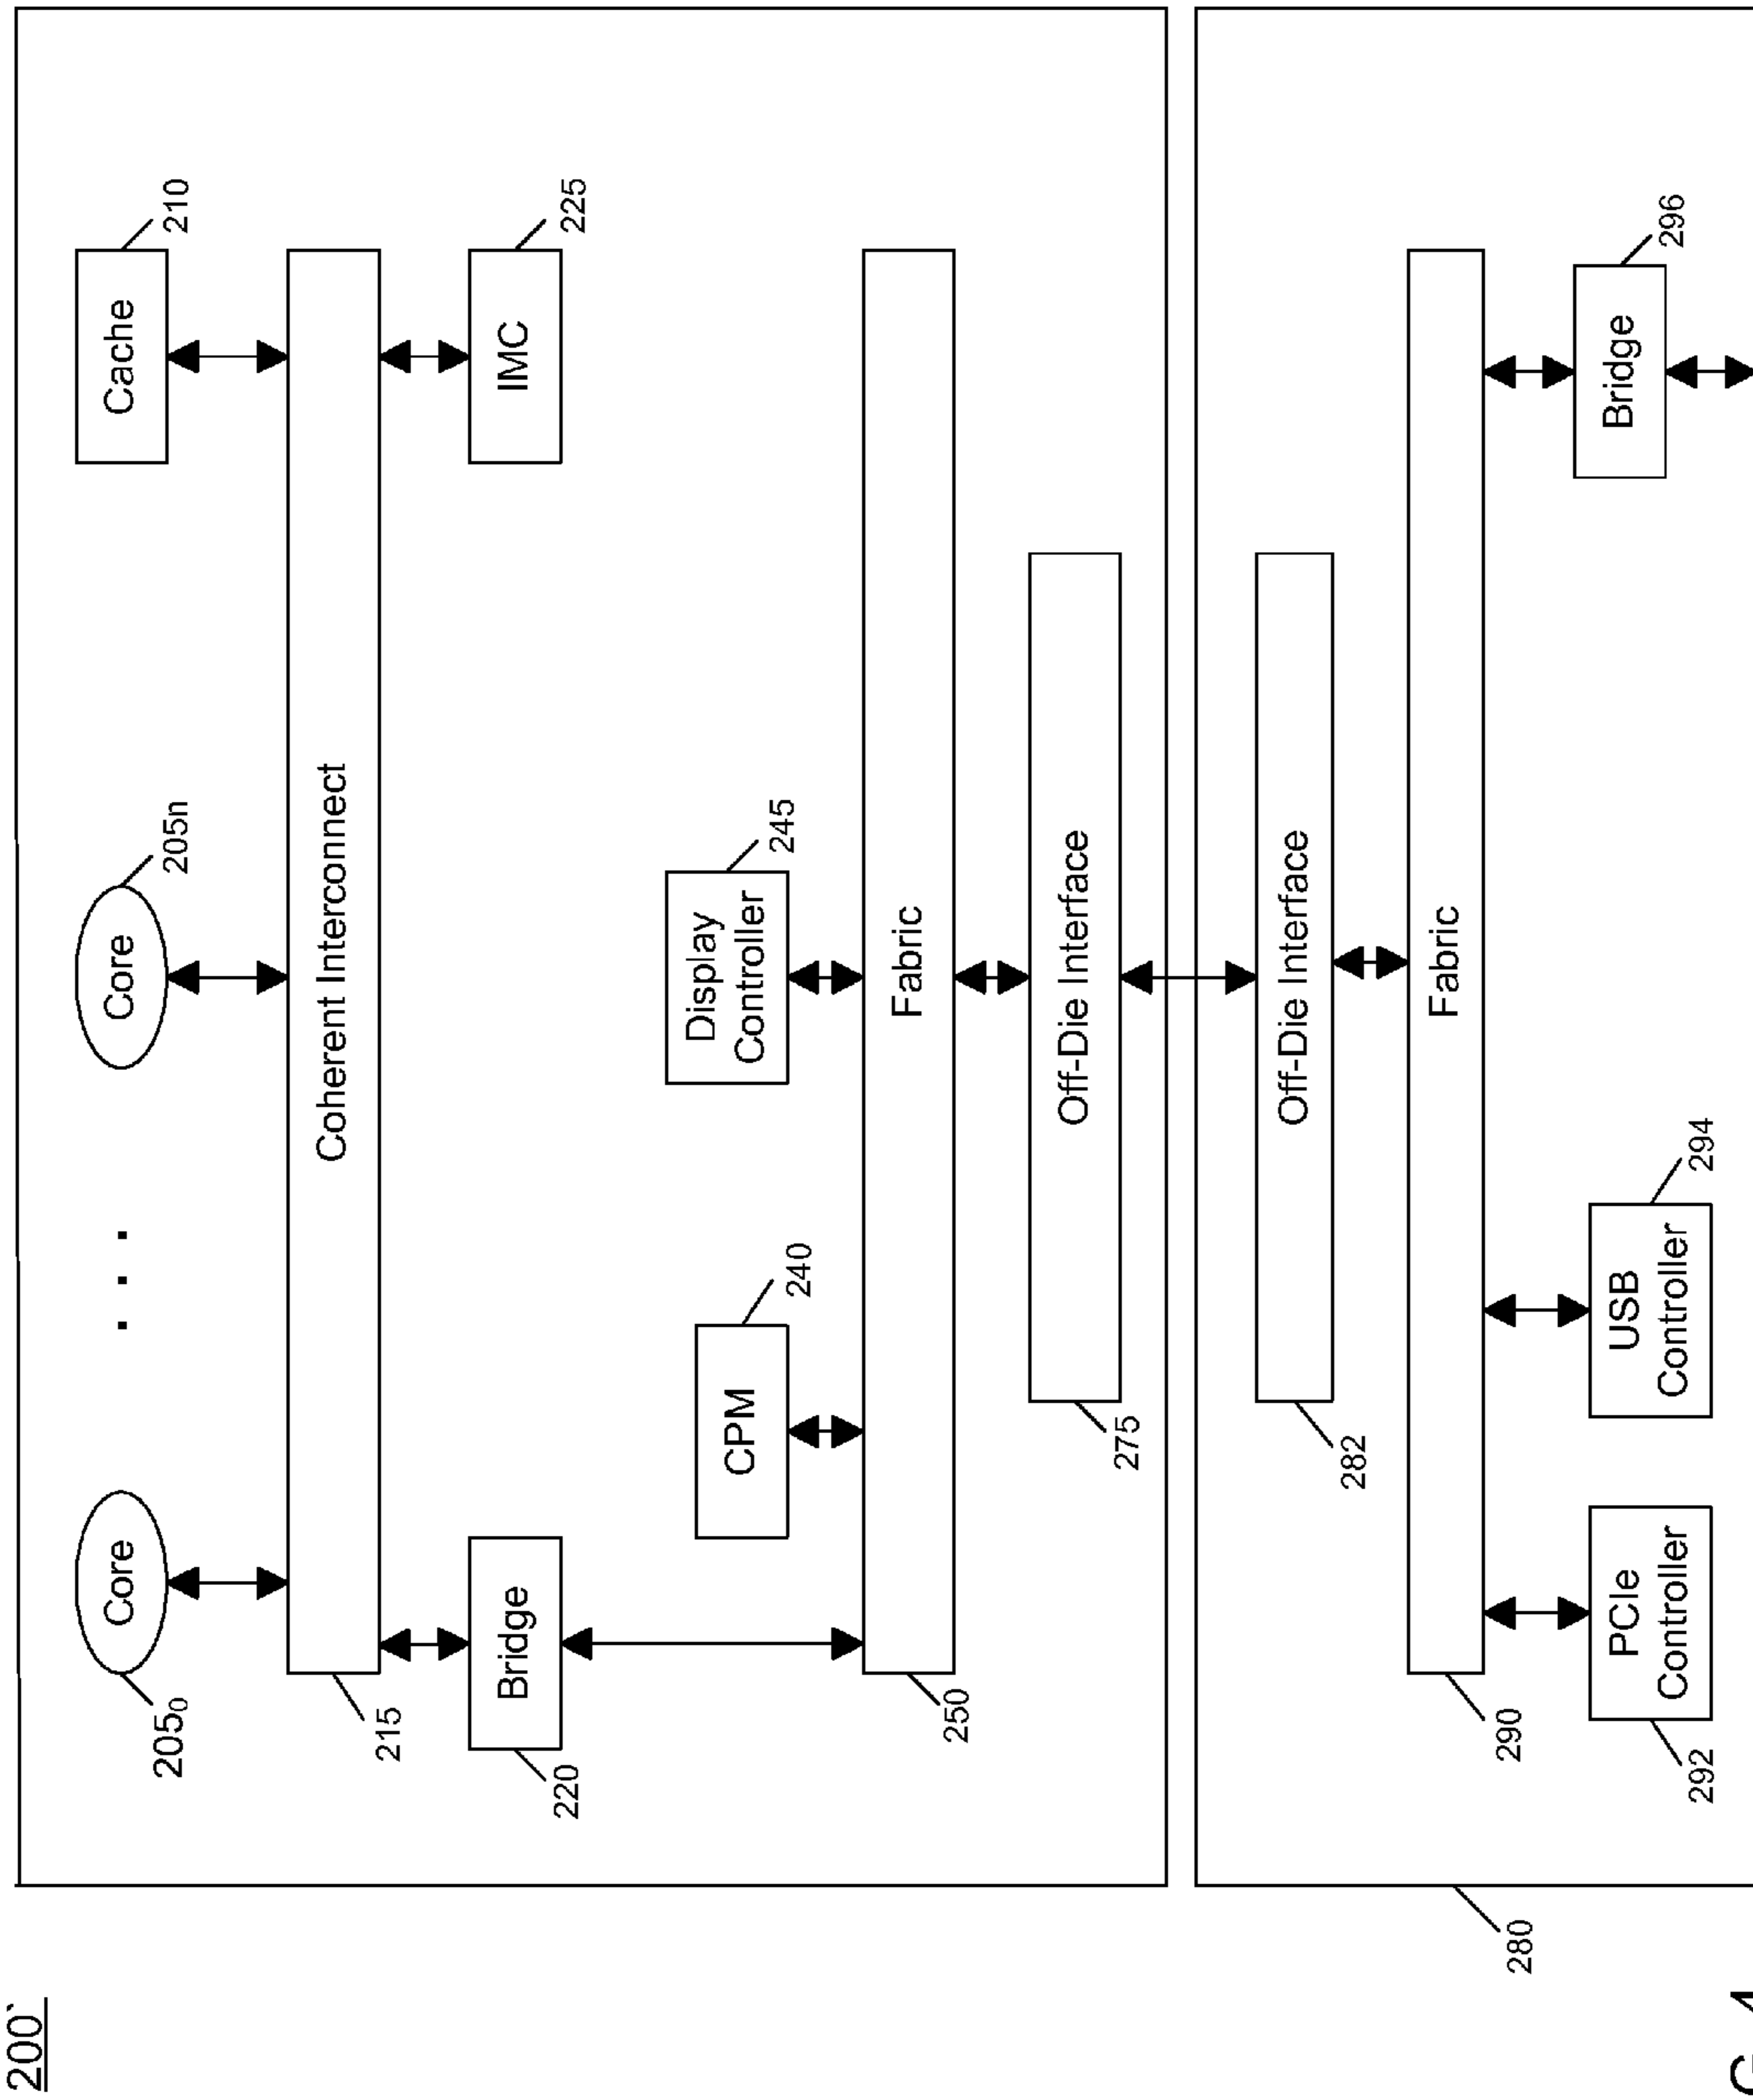 200`
Core
205₀
. . .
Core
205n
Cache
210
Coherent Interconnect
215
Bridge
220
IMC
225
CPM
240
Display
Controller
245
Fabric
250
Off-Die Interface
275
280
Off-Die Interface
282
Fabric
290
PCIe
Controller
292
USB
Controller
294
Bridge
296